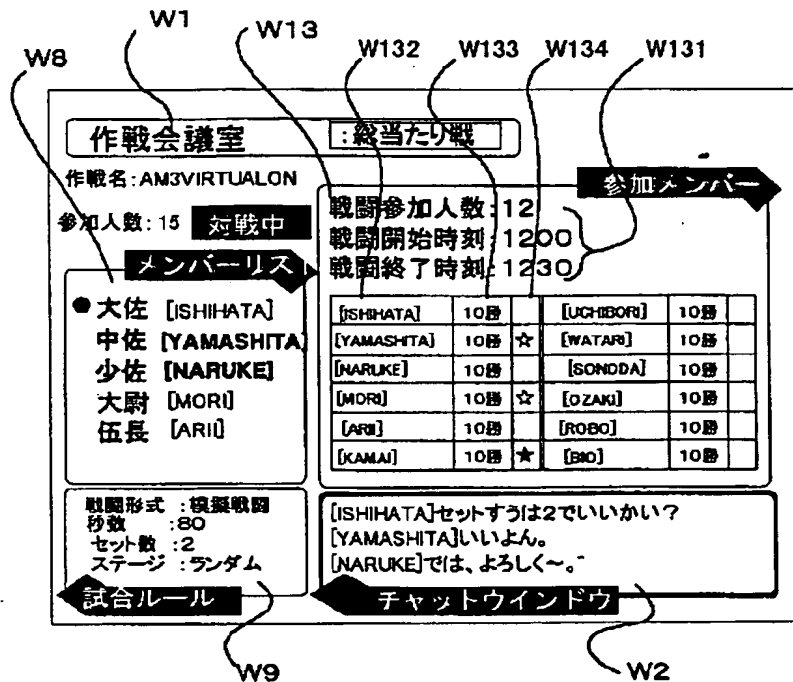 W1
W13
W8
W132
W133
W134
W131
作戦会議室
:総当たり戦
作戦名:AM3VIRTUALON
参加人数:15
対戦中
参加メンバー
戦闘参加人数:12
戦闘開始時刻:1200
戦闘終了時刻:1230
メンバーリスト
●大佐 [ISHIHATA]
中佐 [YAMASHITA]
少佐 [NARUKE]
大尉 [MORI]
伍長 [ARII]
[ISHIHATA] 10勝 [UCHIBORI] 10勝
[YAMASHITA] 10勝 ☆ [WATARI] 10勝
[NARUKE] 10勝 [SONODA] 10勝
[MORI] 10勝 ☆ [OZAKI] 10勝
[ARII] 10勝 [ROBO] 10勝
[KAMAI] 10勝 ★ [BIO] 10勝
戦闘形式 :模擬戦闘
秒数 :80
セット数 :2
ステージ :ランダム
試合ルール
[ISHIHATA]セットすうは2でいいかい?
[YAMASHITA]いいよん。
[NARUKE]では、よろしく~。
チャットウインドウ
W9
W2